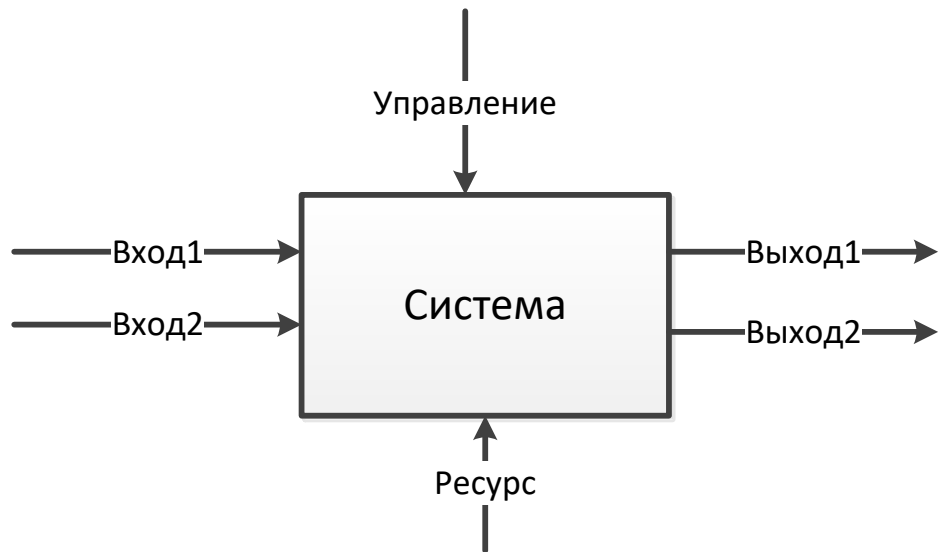 Управление
Вход1
Выход1
Система
Вход2
Выход2
Ресурс